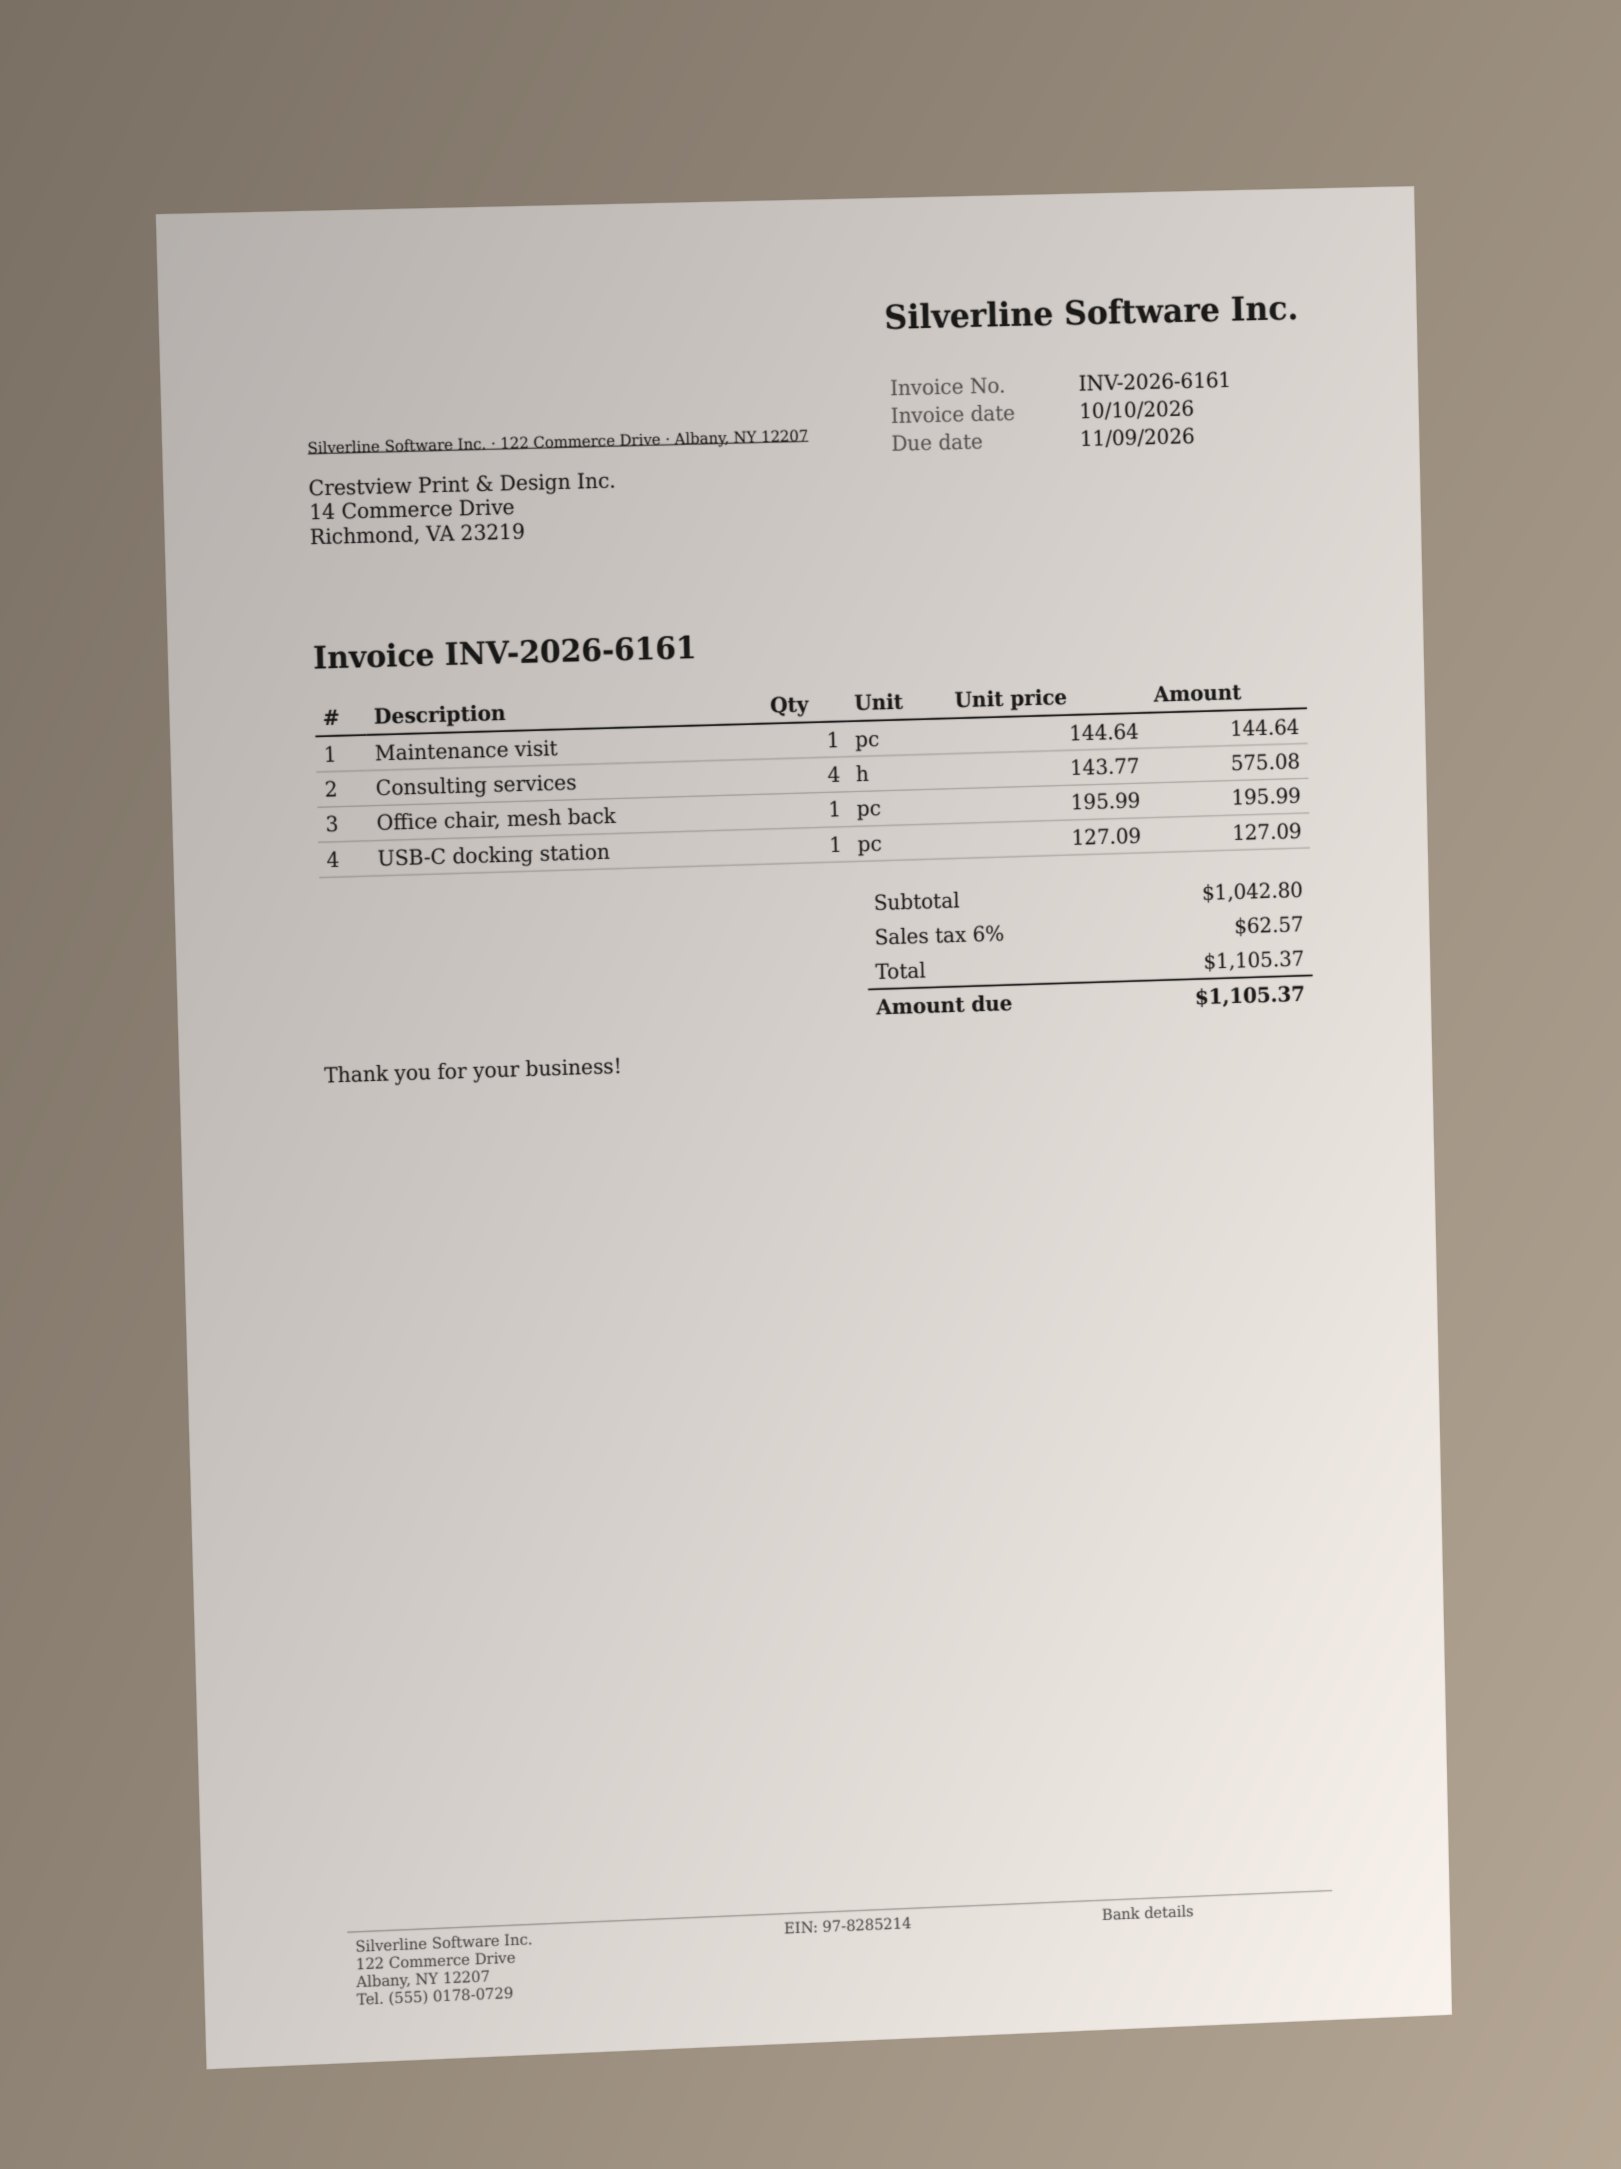 Silverline Software Inc.
Invoice No. INV-2026-6161
Invoice date 10/10/2026
Due date 11/09/2026
Silverline Software Inc. · 122 Commerce Drive · Albany, NY 12207
Crestview Print & Design Inc.
14 Commerce Drive
Richmond, VA 23219
Invoice INV-2026-6161
# Description Qty Unit Unit price Amount
1 Maintenance visit 1 pc 144.64 144.64
2 Consulting services 4 h 143.77 575.08
3 Office chair, mesh back 1 pc 195.99 195.99
4 USB-C docking station 1 pc 127.09 127.09
Subtotal $1,042.80
Sales tax 6% $62.57
Total $1,105.37
Amount due $1,105.37
Thank you for your business!
Silverline Software Inc.
122 Commerce Drive
Albany, NY 12207
Tel. (555) 0178-0729
EIN: 97-8285214
Bank details